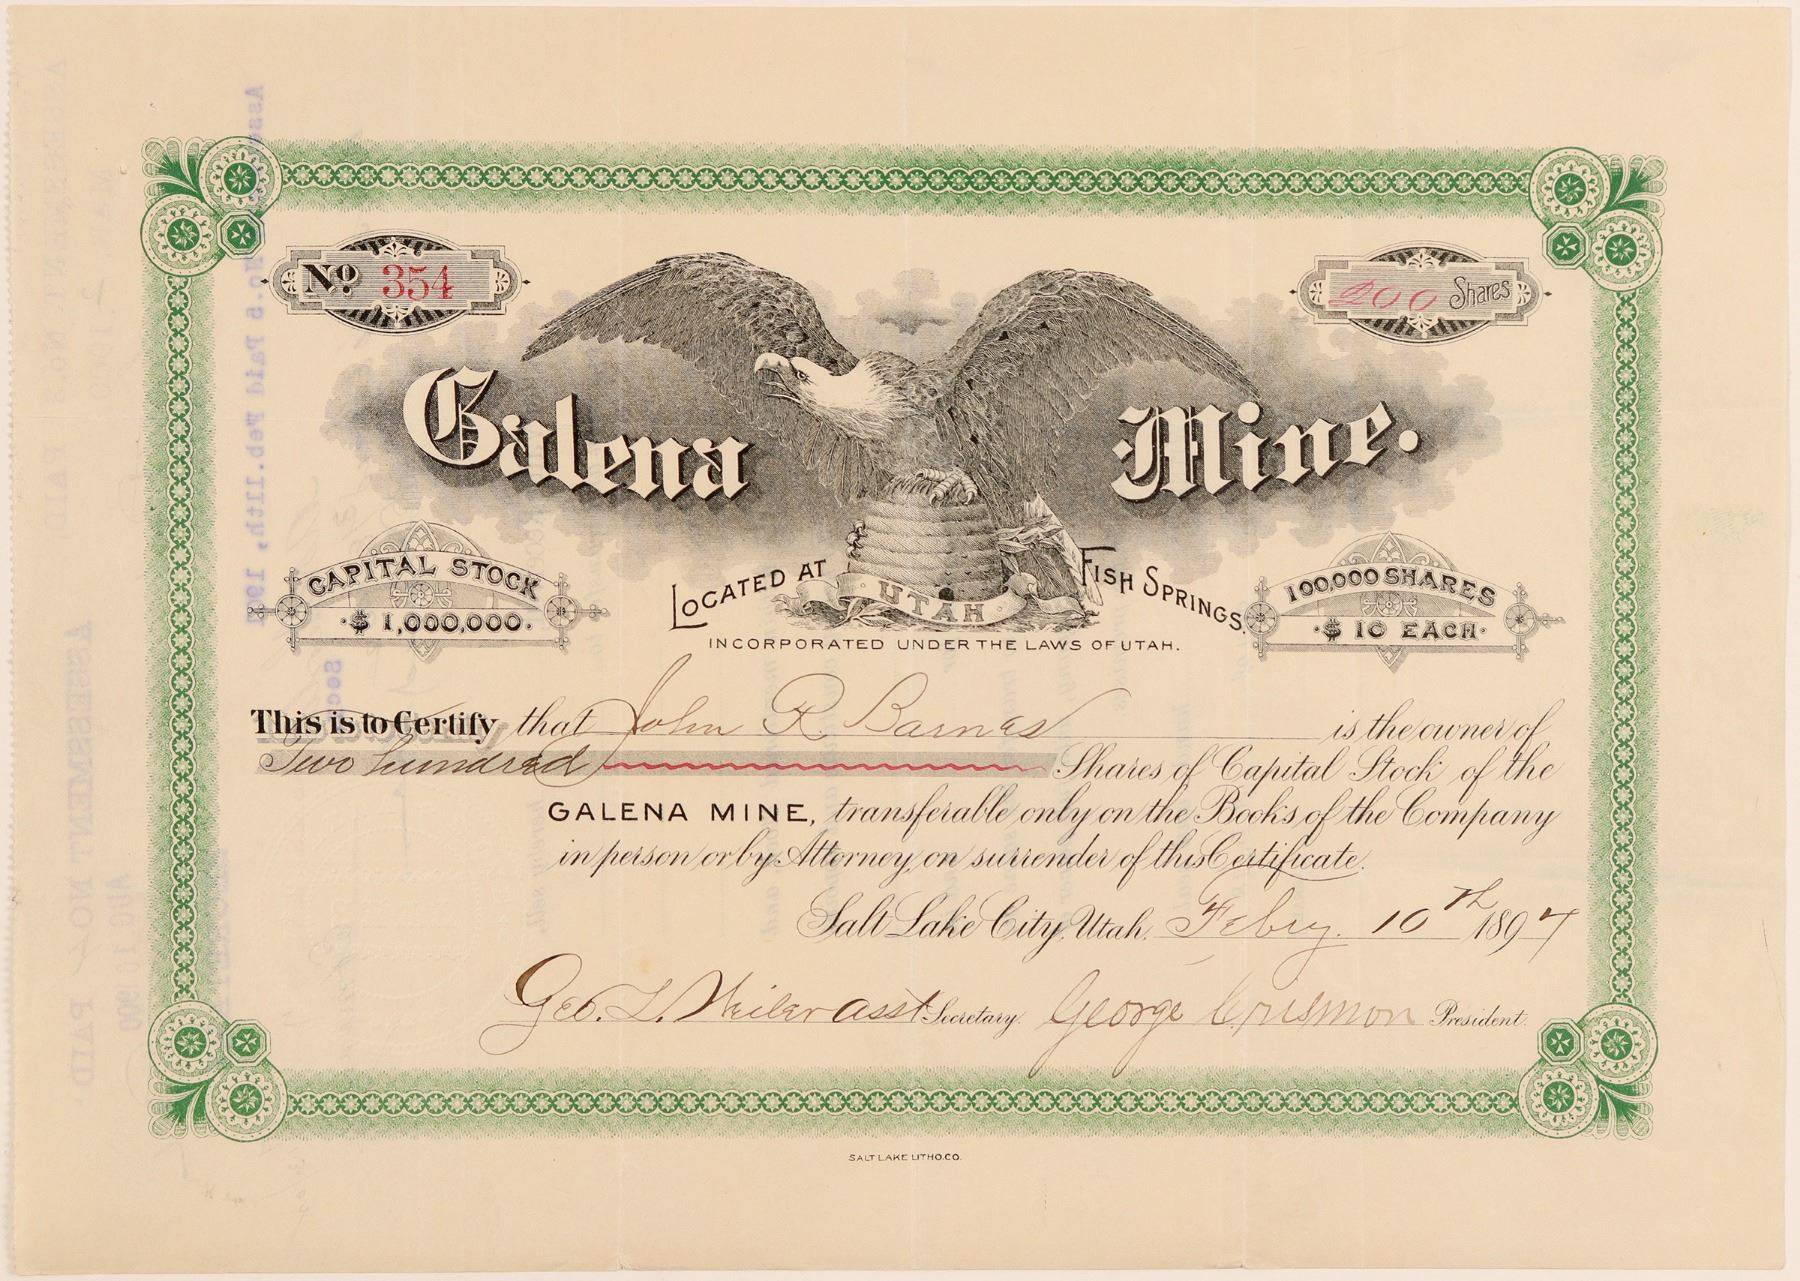 No. 354
200 Shares
Galena Mine.
CAPITAL STOCK
$ 1,000,000.
LOCATED AT UTAH FISH SPRINGS.
100,000 SHARES
$ 10 EACH
INCORPORATED UNDER THE LAWS OF UTAH.
This is to Certify that John R. Barnes is the owner of
Two hundred Shares of Capital Stock of the
GALENA MINE, transferable only on the Books of the Company
in person or by Attorney, on surrender of this Certificate.
Salt Lake City, Utah. Febry. 10th 1897
Geo. L. Weiler asst Secretary. George Crismon President.
SALT LAKE LITHO. CO.